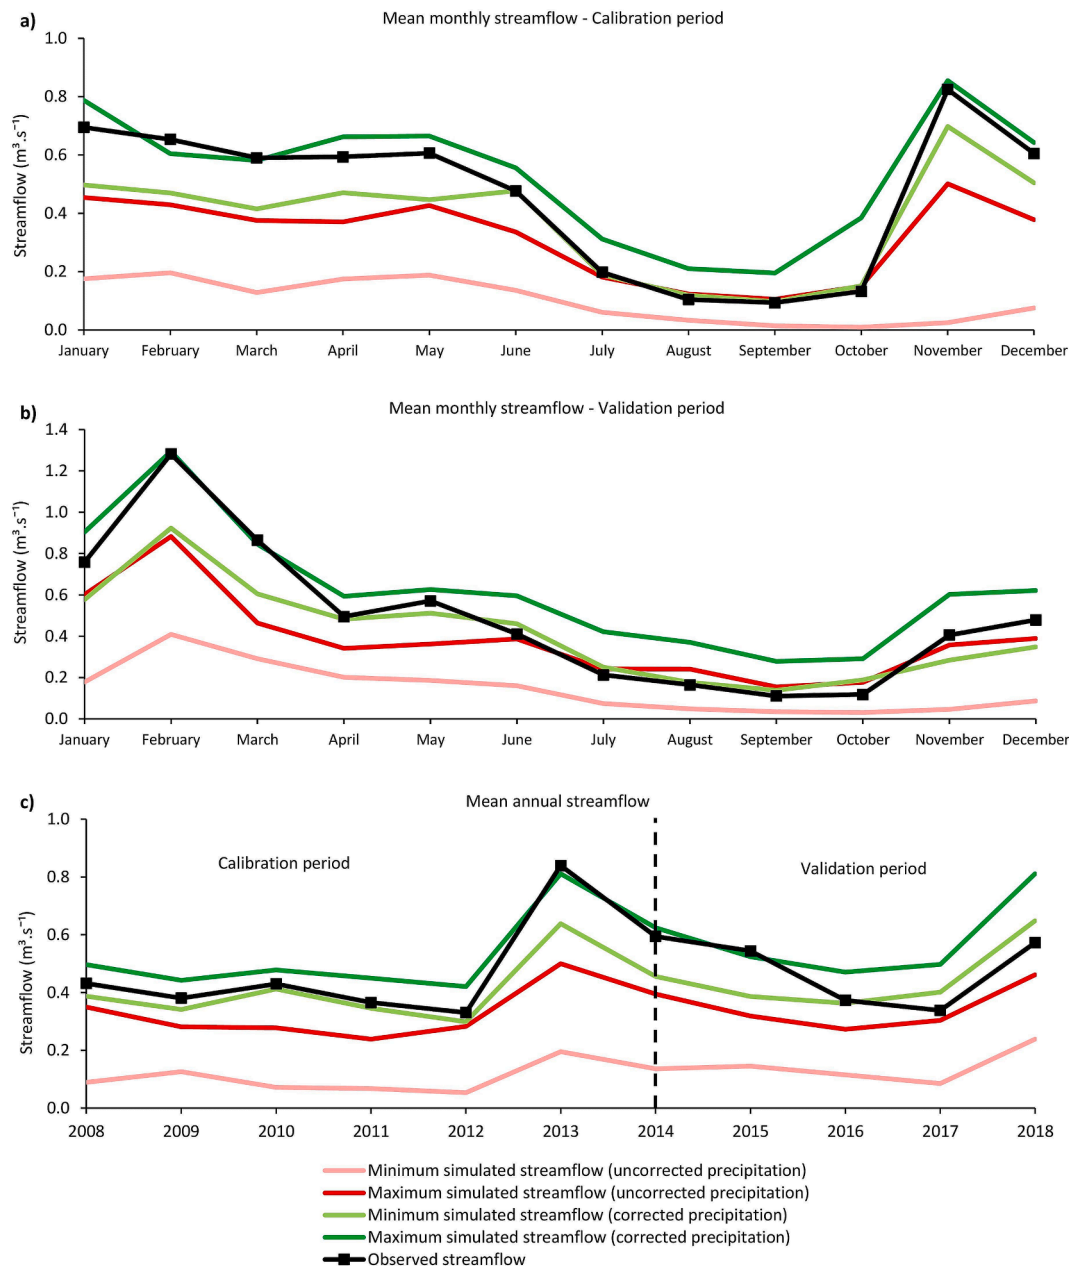 a)
Mean monthly streamflow - Calibration period
Streamflow (m³.s⁻¹)
1.0
0.8
0.6
0.4
0.2
0.0
January February March April May June July August September October November December
b)
Mean monthly streamflow - Validation period
Streamflow (m³.s⁻¹)
1.4
1.2
1.0
0.8
0.6
0.4
0.2
0.0
January February March April May June July August September October November December
c)
Mean annual streamflow
Streamflow (m³.s⁻¹)
1.0
0.8
0.6
0.4
0.2
0.0
Calibration period
Validation period
2008 2009 2010 2011 2012 2013 2014 2015 2016 2017 2018
Minimum simulated streamflow (uncorrected precipitation)
Maximum simulated streamflow (uncorrected precipitation)
Minimum simulated streamflow (corrected precipitation)
Maximum simulated streamflow (corrected precipitation)
Observed streamflow